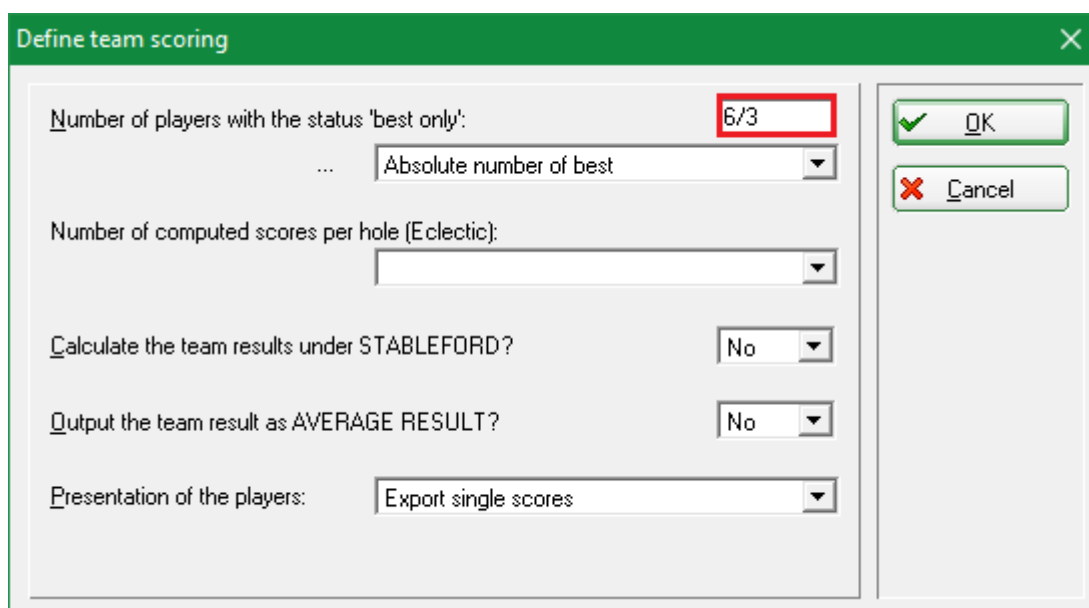 Define team scoring
Number of players with the status 'best only':
6/3
OK
...
Absolute number of best
Cancel
Number of computed scores per hole (Eclectic):
Calculate the team results under STABLEFORD?
No
Output the team result as AVERAGE RESULT?
No
Presentation of the players:
Export single scores